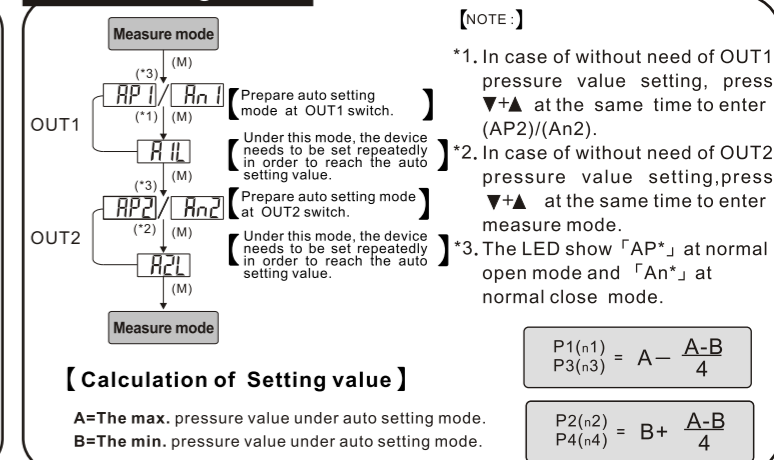 Measure mode
(M)
(*3)
AP1 / An1
【Prepare auto setting
mode at OUT1 switch.】
(*1) (M)
OUT1
A1L
【Under this mode, the device
needs to be set repeatedly
in order to reach the auto
setting value.】
(M)
(*3)
AP2 / An2
【Prepare auto setting mode
at OUT2 switch.】
(*2) (M)
OUT2
A2L
【Under this mode, the device
needs to be set repeatedly
in order to reach the auto
setting value.】
(M)
Measure mode
【NOTE:】
*1. In case of without need of OUT1
pressure value setting, press
▼+▲ at the same time to enter
(AP2)/(An2).
*2. In case of without need of OUT2
pressure value setting,press
▼+▲ at the same time to enter
measure mode.
*3. The LED show「AP*」at normal
open mode and 「An*」at
normal close mode.
【Calculation of Setting value】
A=The max. pressure value under auto setting mode.
B=The min. pressure value under auto setting mode.
P1(n1)
P3(n3) = A— A-B
4
P2(n2)
P4(n4) = B+ A-B
4